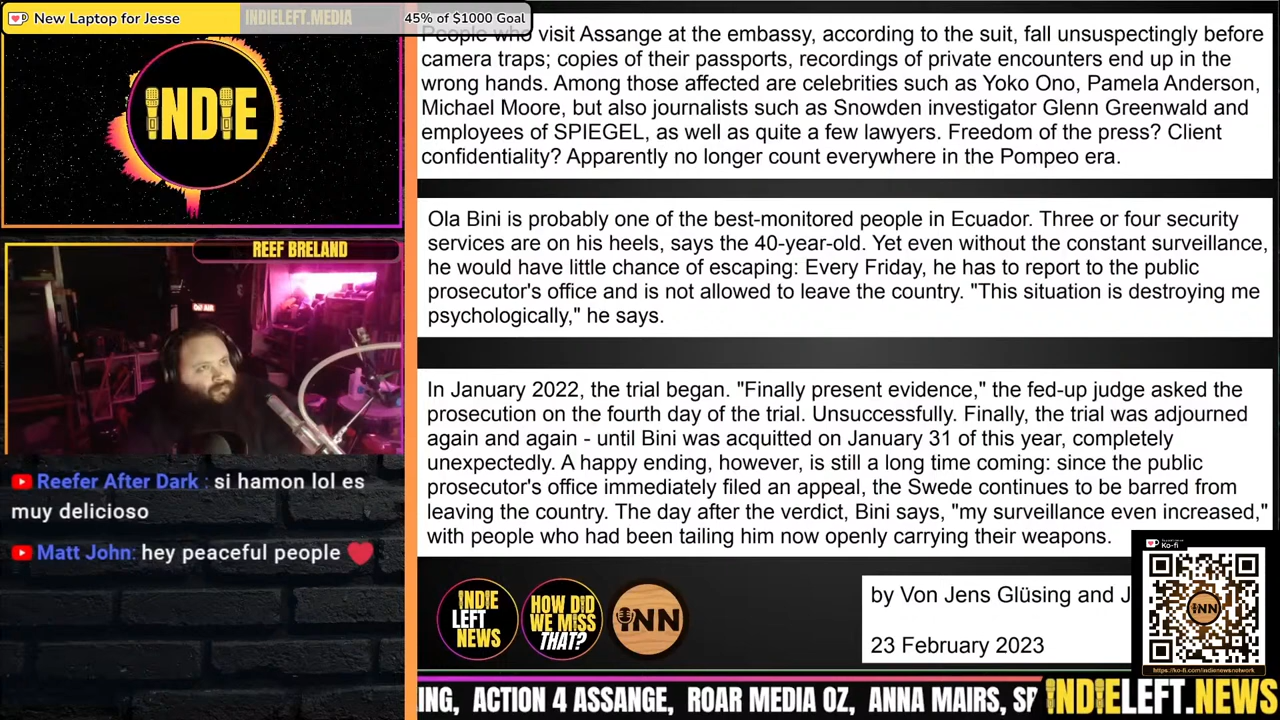 New Laptop for Jesse
INDIELEFT.MEDIA
45% of $1000 Goal
INDIE
REEF BRELAND
ON AIR
Reefer After Dark : si hamon lol es
muy delicioso
Matt John: hey peaceful people
People who visit Assange at the embassy, according to the suit, fall unsuspectingly before
camera traps; copies of their passports, recordings of private encounters end up in the
wrong hands. Among those affected are celebrities such as Yoko Ono, Pamela Anderson,
Michael Moore, but also journalists such as Snowden investigator Glenn Greenwald and
employees of SPIEGEL, as well as quite a few lawyers. Freedom of the press? Client
confidentiality? Apparently no longer count everywhere in the Pompeo era.
Ola Bini is probably one of the best-monitored people in Ecuador. Three or four security
services are on his heels, says the 40-year-old. Yet even without the constant surveillance,
he would have little chance of escaping: Every Friday, he has to report to the public
prosecutor's office and is not allowed to leave the country. "This situation is destroying me
psychologically," he says.
In January 2022, the trial began. "Finally present evidence," the fed-up judge asked the
prosecution on the fourth day of the trial. Unsuccessfully. Finally, the trial was adjourned
again and again - until Bini was acquitted on January 31 of this year, completely
unexpectedly. A happy ending, however, is still a long time coming: since the public
prosecutor's office immediately filed an appeal, the Swede continues to be barred from
leaving the country. The day after the verdict, Bini says, "my surveillance even increased,"
with people who had been tailing him now openly carrying their weapons.
INDIE
LEFT
NEWS
HOW DID
WE MISS
THAT?
INN
by Von Jens Glüsing and J
23 February 2023
Ko-fi
INN
https://ko-fi.com/indienewsnetwork
ING, ACTION 4 ASSANGE, ROAR MEDIA OZ, ANNA MAIRS, SP
INDIELEFT.NEWS